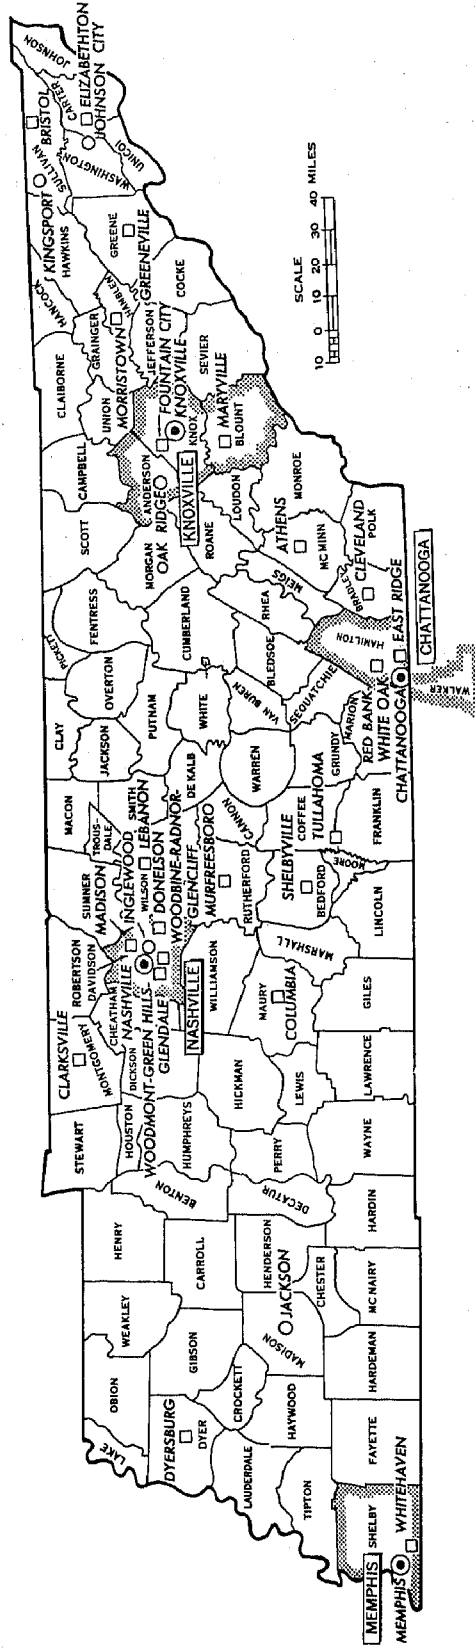 LAKE
OBION
WEAKLEY
HENRY
STEWART
CLARKSVILLE
MONTGOMERY
ROBERTSON
SUMNER
MACON
CLAY
PICKETT
SCOTT
CAMPBELL
CLAIBORNE
HANCOCK
HAWKINS
KINGSPORT
SULLIVAN
BRISTOL
JOHNSON
CARTER
ELIZABETHTON
JOHNSON CITY
WASHINGTON
UNICOI
GREENE
GREENEVILLE
HAMBLEN
MORRISTOWN
GRAINGER
UNION
JEFFERSON
COCKE
SEVIER
FOUNTAIN CITY
KNOXVILLE
KNOX
MARYVILLE
BLOUNT
KNOXVILLE
ANDERSON
OAK RIDGEO
MORGAN
ROANE
LOUDON
MONROE
ATHENS
MC MINN
MEIGS
RHEA
CUMBERLAND
FENTRESS
OVERTON
JACKSON
PUTNAM
WHITE
VAN BUREN
BLEDSOE
SEQUATCHIE
HAMILTON
BRADLEY
CLEVELAND
POLK
EAST RIDGE
RED BANK-
WHITE OAK
CHATTANOOGA
CHATTANOOGA
WALKER
MARION
GRUNDY
WARREN
DE KALB
CANNON
SMITH
TROUS-
DALE
LEBANON
WILSON
INGLEWOOD
MADISON
DONELSON
WOODBINE-RADNOR-
GLENCLIFF
MURFREESBORO
RUTHERFORD
DAVIDSON
CHEATHAM
NASHVILLE
NASHVILLE
WOODMONT-GREEN HILLS-
GLENDALE
DICKSON
HOUSTON
HUMPHREYS
HICKMAN
WILLIAMSON
MAURY
COLUMBIA
MARSHALL
SHELBYVILLE
BEDFORD
COFFEE
TULLAHOMA
MOORE
FRANKLIN
LINCOLN
GILES
LAWRENCE
LEWIS
WAYNE
PERRY
BENTON
DECATUR
HARDIN
CARROLL
HENDERSON
CHESTER
MC NAIRY
JACKSON
MADISON
GIBSON
CROCKETT
DYERSBURG
DYER
LAUDERDALE
HAYWOOD
HARDEMAN
TIPTON
FAYETTE
SHELBY
WHITEHAVEN
MEMPHIS
MEMPHIS
SCALE
10 0 10 20 30 40 MILES